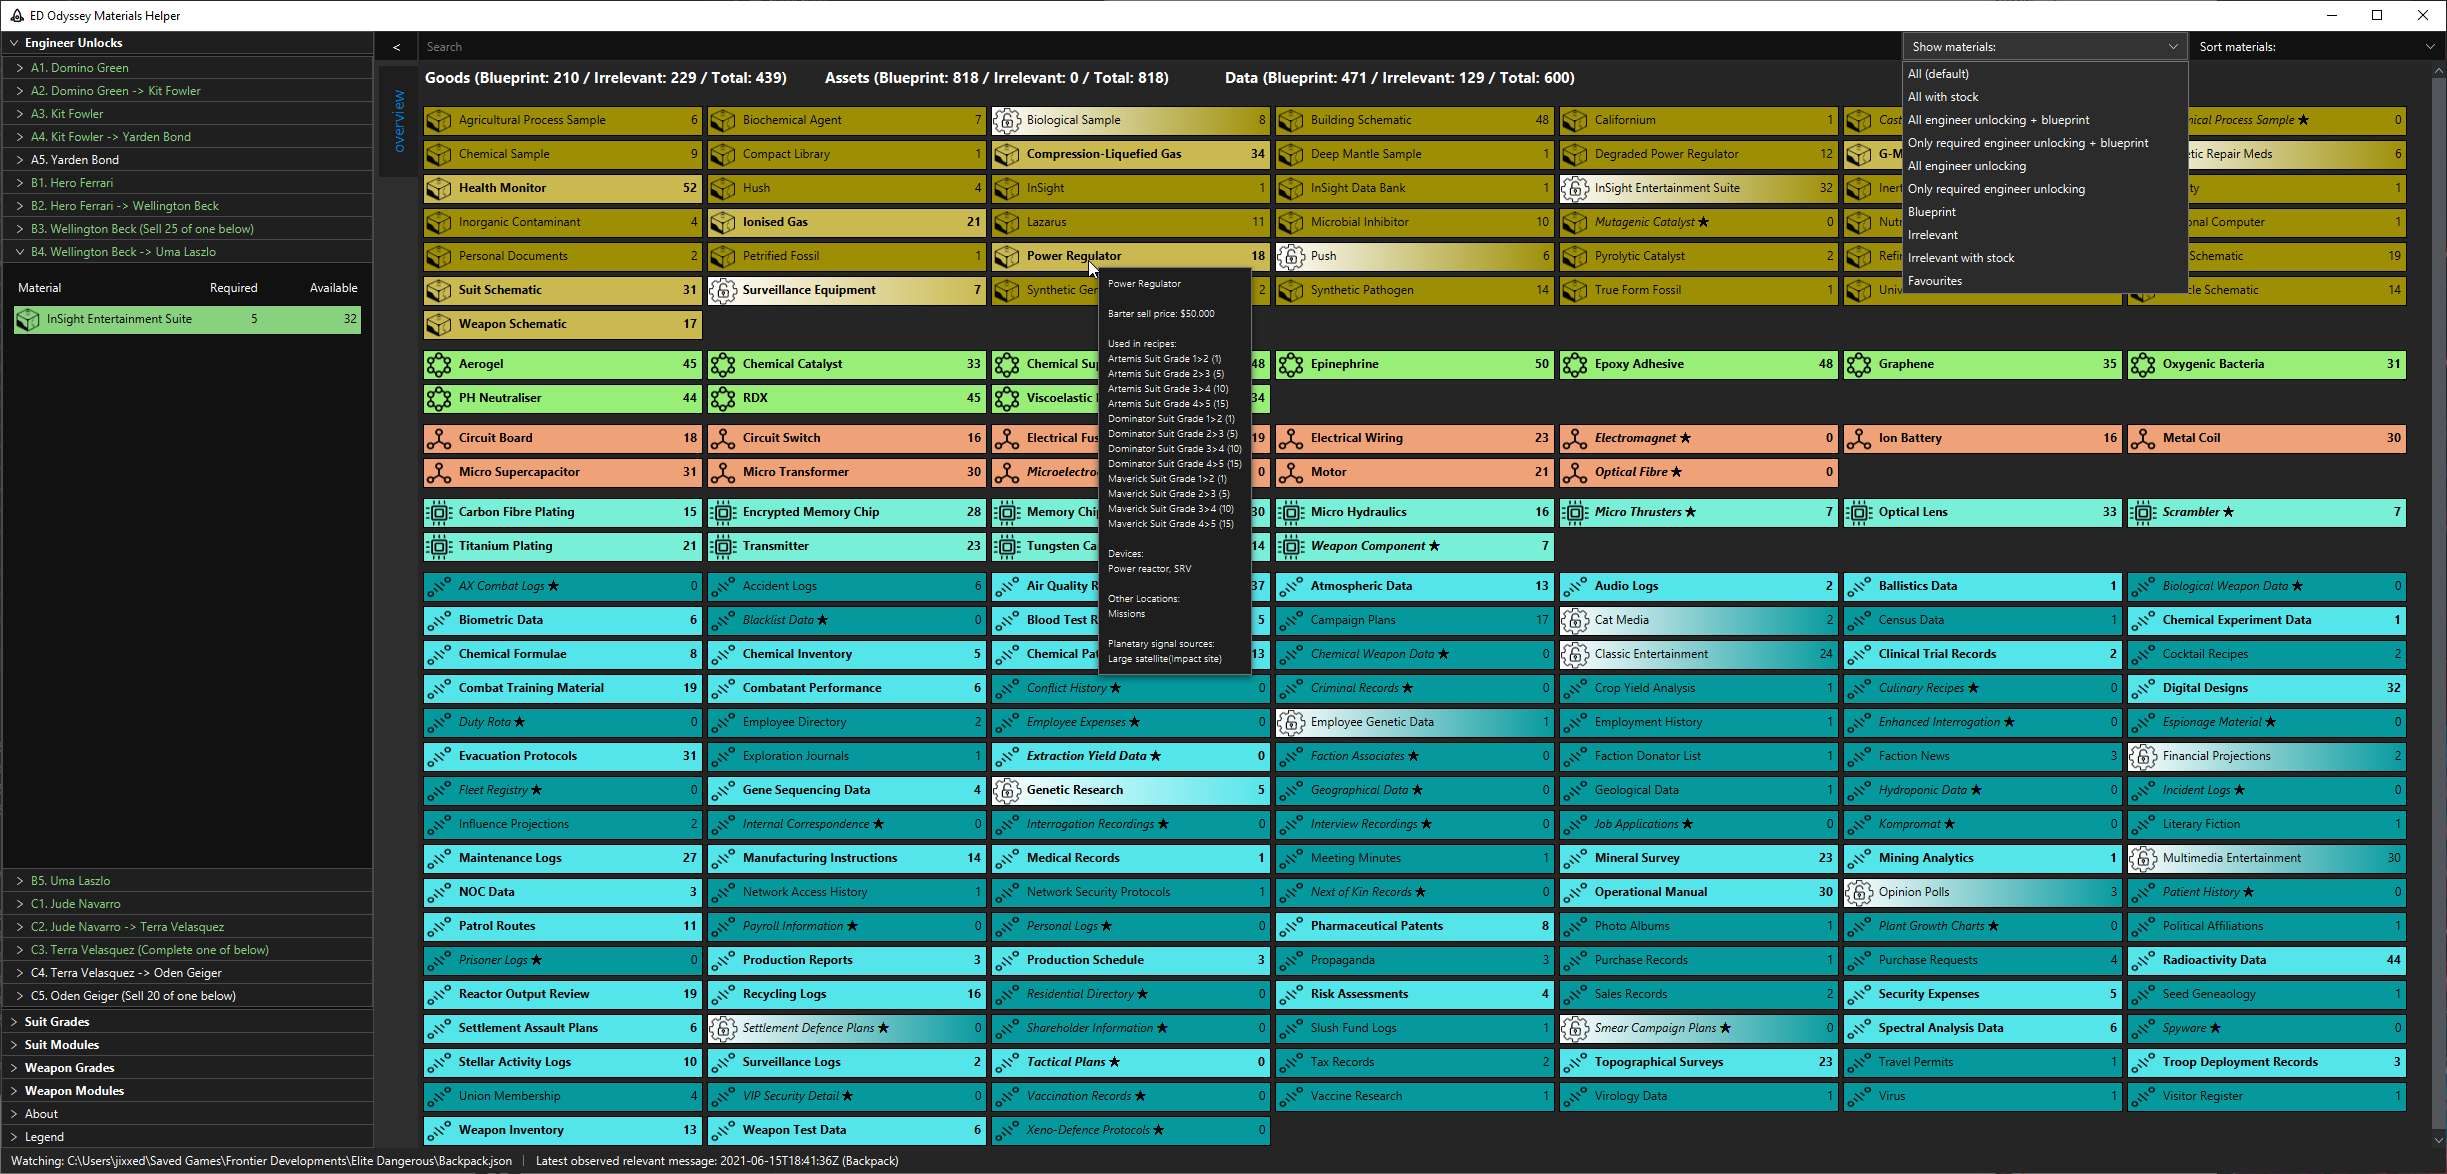 ED Odyssey Materials Helper
Engineer Unlocks
A1. Domino Green
A2. Domino Green -> Kit Fowler
A3. Kit Fowler
A4. Kit Fowler -> Yarden Bond
A5. Yarden Bond
B1. Hero Ferrari
B2. Hero Ferrari -> Wellington Beck
B3. Wellington Beck (Sell 25 of one below)
B4. Wellington Beck -> Uma Laszlo
Material Required Available
InSight Entertainment Suite 5 32
B5. Uma Laszlo
C1. Jude Navarro
C2. Jude Navarro -> Terra Velasquez
C3. Terra Velasquez (Complete one of below)
C4. Terra Velasquez -> Oden Geiger
C5. Oden Geiger (Sell 20 of one below)
Suit Grades
Suit Modules
Weapon Grades
Weapon Modules
About
Legend
<
overview
Search
Show materials:
Sort materials:
All (default)
All with stock
All engineer unlocking + blueprint
Only required engineer unlocking + blueprint
All engineer unlocking
Only required engineer unlocking
Blueprint
Irrelevant
Irrelevant with stock
Favourites
Goods (Blueprint: 210 / Irrelevant: 229 / Total: 439) Assets (Blueprint: 818 / Irrelevant: 0 / Total: 818) Data (Blueprint: 471 / Irrelevant: 129 / Total: 600)
Agricultural Process Sample 6 Biochemical Agent 7 Biological Sample 8 Building Schematic 48 Californium 1 Cast ical Process Sample ★ 0
Chemical Sample 9 Compact Library 1 Compression-Liquefied Gas 34 Deep Mantle Sample 1 Degraded Power Regulator 12 G-M etic Repair Meds 6
Health Monitor 52 Hush 4 InSight 1 InSight Data Bank 1 InSight Entertainment Suite 32 Iner ty 1
Inorganic Contaminant 4 Ionised Gas 21 Lazarus 11 Microbial Inhibitor 10 Mutagenic Catalyst ★ 0 Nutr onal Computer 1
Personal Documents 2 Petrified Fossil 1 Power Regulator 18 Push 6 Pyrolytic Catalyst 2 Refin Schematic 19
Suit Schematic 31 Surveillance Equipment 7 Synthetic Gen 2 Synthetic Pathogen 14 True Form Fossil 1 Univ cle Schematic 14
Weapon Schematic 17
Power Regulator
Barter sell price: $50.000
Used in recipes:
Artemis Suit Grade 1>2 (1)
Artemis Suit Grade 2>3 (5)
Artemis Suit Grade 3>4 (10)
Artemis Suit Grade 4>5 (15)
Dominator Suit Grade 1>2 (1)
Dominator Suit Grade 2>3 (5)
Dominator Suit Grade 3>4 (10)
Dominator Suit Grade 4>5 (15)
Maverick Suit Grade 1>2 (1)
Maverick Suit Grade 2>3 (5)
Maverick Suit Grade 3>4 (10)
Maverick Suit Grade 4>5 (15)
Devices:
Power reactor, SRV
Other Locations:
Missions
Planetary signal sources:
Large satellite(Impact site)
Aerogel 45 Chemical Catalyst 33 Chemical Sup 48 Epinephrine 50 Epoxy Adhesive 48 Graphene 35 Oxygenic Bacteria 31
PH Neutraliser 44 RDX 45 Viscoelastic 34
Circuit Board 18 Circuit Switch 16 Electrical Fus 19 Electrical Wiring 23 Electromagnet ★ 0 Ion Battery 16 Metal Coil 30
Micro Supercapacitor 31 Micro Transformer 30 Microelectro 0 Motor 21 Optical Fibre ★ 0
Carbon Fibre Plating 15 Encrypted Memory Chip 28 Memory Chi 30 Micro Hydraulics 16 Micro Thrusters ★ 7 Optical Lens 33 Scrambler ★ 7
Titanium Plating 21 Transmitter 23 Tungsten Ca 14 Weapon Component ★ 7
AX Combat Logs ★ 0 Accident Logs 6 Air Quality R 37 Atmospheric Data 13 Audio Logs 2 Ballistics Data 1 Biological Weapon Data ★ 0
Biometric Data 6 Blacklist Data ★ 0 Blood Test R 5 Campaign Plans 17 Cat Media 2 Census Data 1 Chemical Experiment Data 1
Chemical Formulae 8 Chemical Inventory 5 Chemical Pat 13 Chemical Weapon Data ★ 0 Classic Entertainment 24 Clinical Trial Records 2 Cocktail Recipes 2
Combat Training Material 19 Combatant Performance 6 Conflict History ★ 0 Criminal Records ★ 0 Crop Yield Analysis 1 Culinary Recipes ★ 0 Digital Designs 32
Duty Rota ★ 0 Employee Directory 2 Employee Expenses ★ 0 Employee Genetic Data 1 Employment History 1 Enhanced Interrogation ★ 0 Espionage Material ★ 0
Evacuation Protocols 31 Exploration Journals 1 Extraction Yield Data ★ 0 Faction Associates ★ 0 Faction Donator List 1 Faction News 3 Financial Projections 2
Fleet Registry ★ 0 Gene Sequencing Data 4 Genetic Research 5 Geographical Data ★ 0 Geological Data 1 Hydroponic Data ★ 0 Incident Logs ★ 0
Influence Projections 2 Internal Correspondence ★ 0 Interrogation Recordings ★ 0 Interview Recordings ★ 0 Job Applications ★ 0 Kompromat ★ 0 Literary Fiction 1
Maintenance Logs 27 Manufacturing Instructions 14 Medical Records 1 Meeting Minutes 1 Mineral Survey 23 Mining Analytics 1 Multimedia Entertainment 30
NOC Data 3 Network Access History 1 Network Security Protocols 1 Next of Kin Records ★ 0 Operational Manual 30 Opinion Polls 3 Patient History ★ 0
Patrol Routes 11 Payroll Information ★ 0 Personal Logs ★ 0 Pharmaceutical Patents 8 Photo Albums 1 Plant Growth Charts ★ 0 Political Affiliations 1
Prisoner Logs ★ 0 Production Reports 3 Production Schedule 3 Propaganda 3 Purchase Records 1 Purchase Requests 4 Radioactivity Data 44
Reactor Output Review 19 Recycling Logs 16 Residential Directory ★ 0 Risk Assessments 4 Sales Records 2 Security Expenses 5 Seed Geneaology 1
Settlement Assault Plans 6 Settlement Defence Plans ★ 0 Shareholder Information ★ 0 Slush Fund Logs 1 Smear Campaign Plans ★ 0 Spectral Analysis Data 6 Spyware ★ 0
Stellar Activity Logs 10 Surveillance Logs 2 Tactical Plans ★ 0 Tax Records 2 Topographical Surveys 23 Travel Permits 1 Troop Deployment Records 3
Union Membership 4 VIP Security Detail ★ 0 Vaccination Records ★ 0 Vaccine Research 1 Virology Data 1 Virus 1 Visitor Register 1
Weapon Inventory 13 Weapon Test Data 6 Xeno-Defence Protocols ★ 0
Watching: C:\Users\jixxed\Saved Games\Frontier Developments\Elite Dangerous\Backpack.json | Latest observed relevant message: 2021-06-15T18:41:36Z (Backpack)